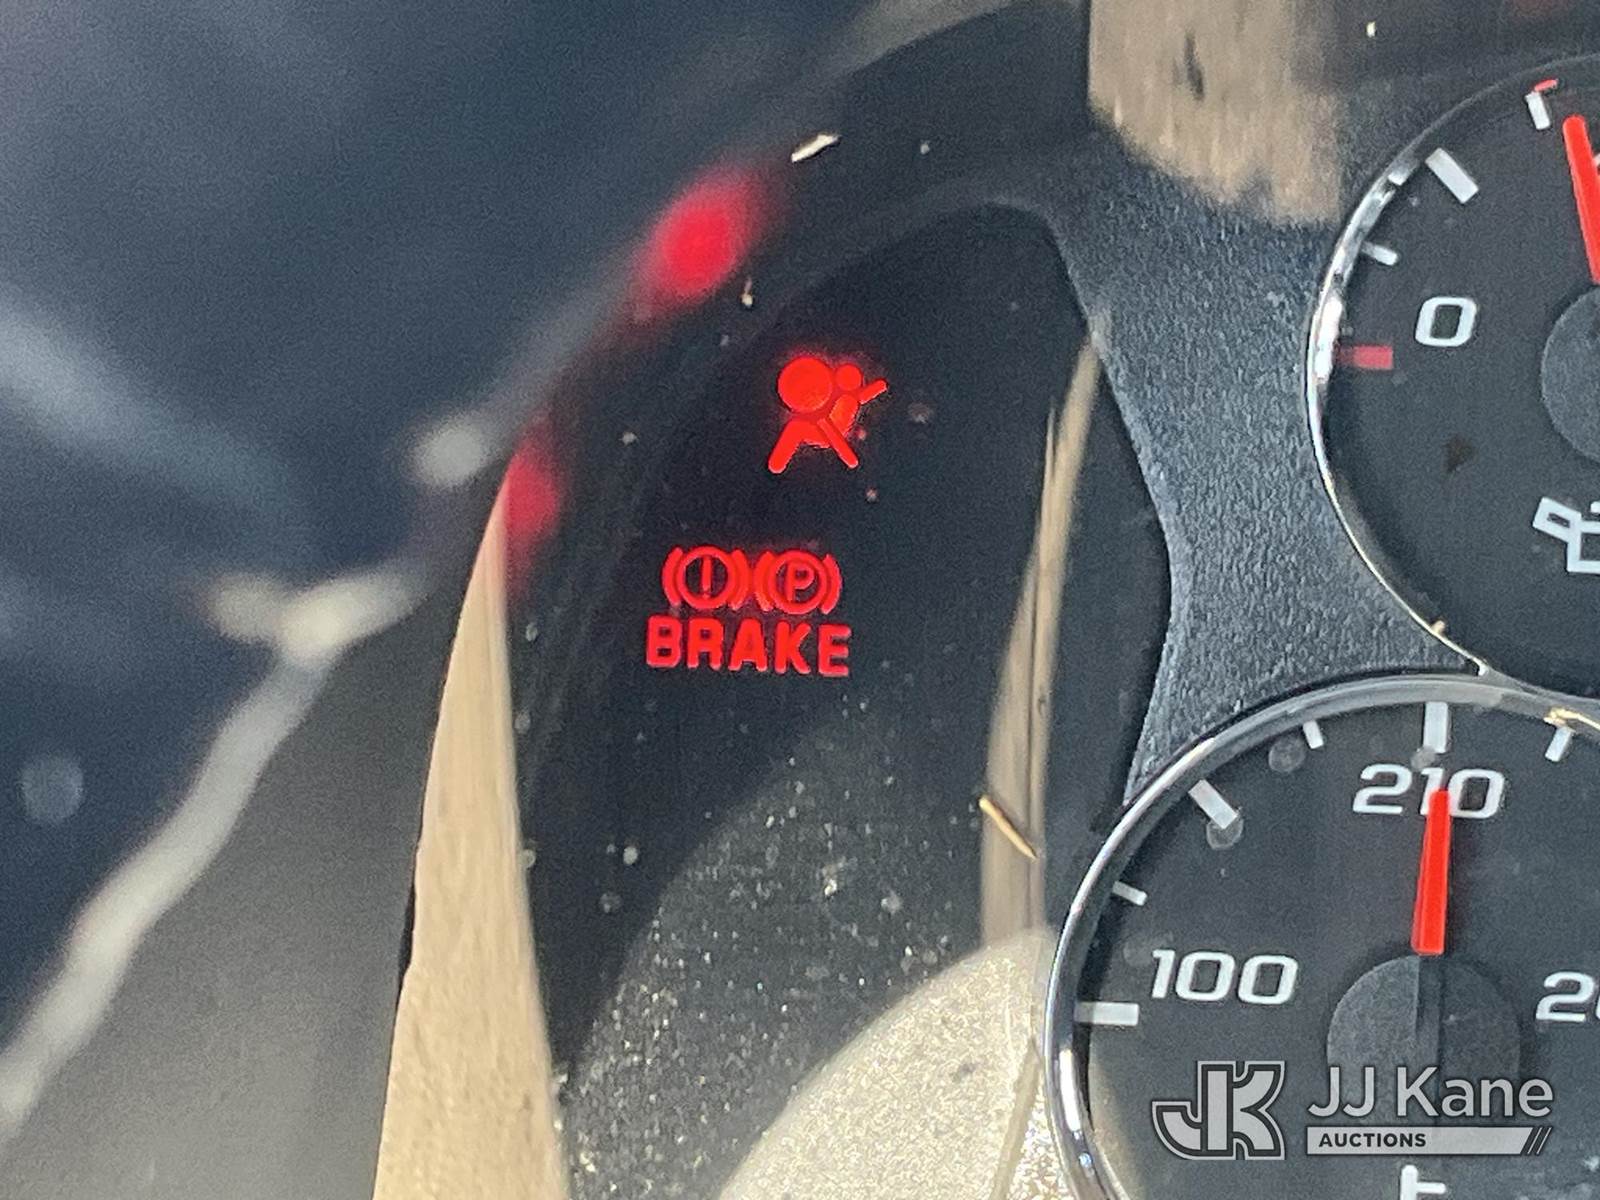 0
BRAKE
210
100
JJ Kane
AUCTIONS